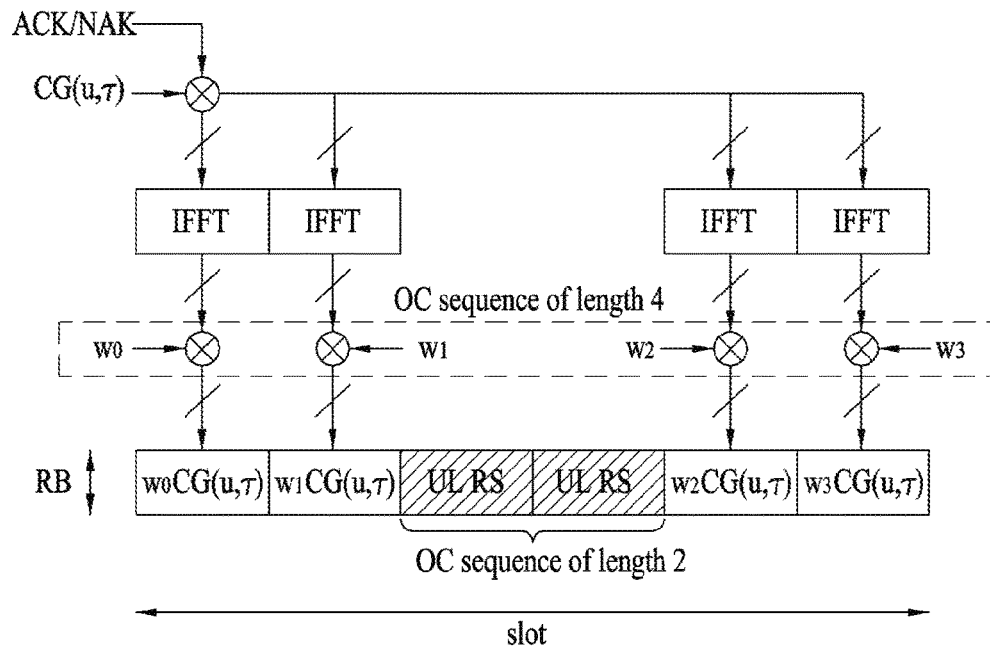 ACK/NAK
CG(u,τ)
IFFT IFFT IFFT IFFT
OC sequence of length 4
w0 w1 w2 w3
RB w0CG(u,τ) w1CG(u,τ) UL RS UL RS w2CG(u,τ) w3CG(u,τ)
OC sequence of length 2
slot